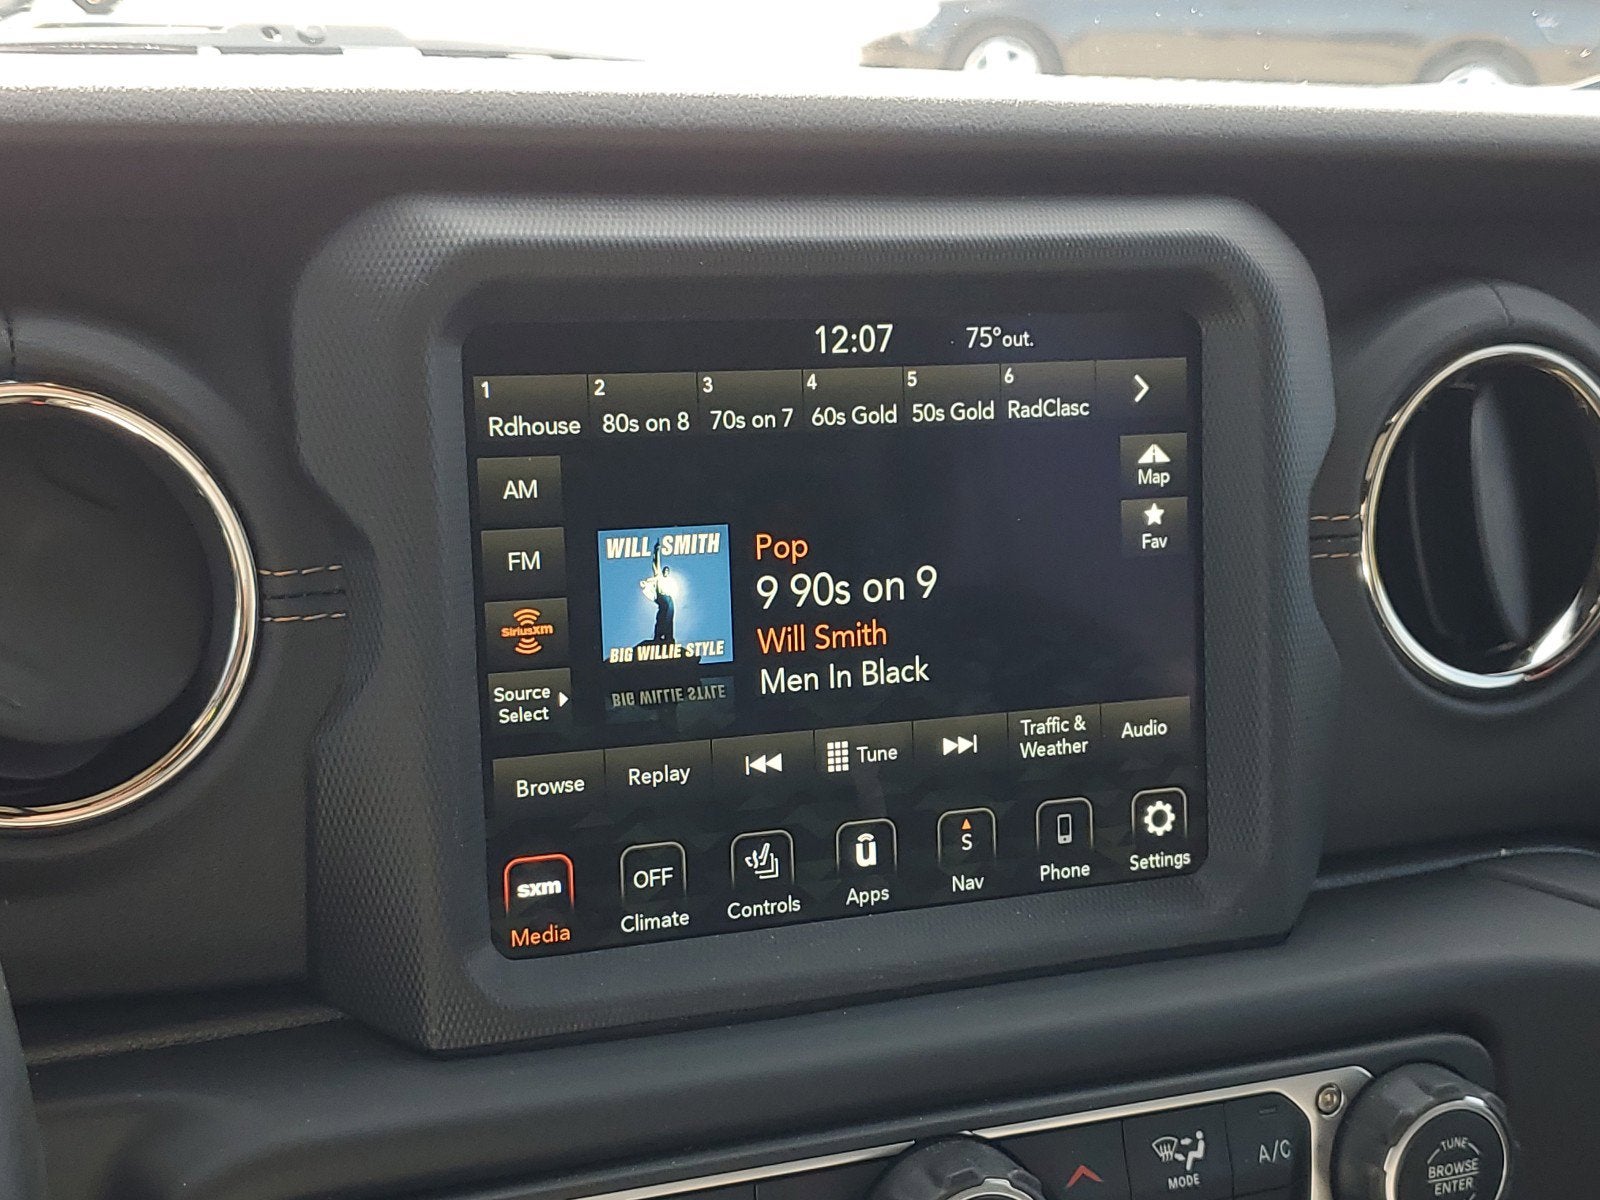 12:07
75° out.
1
2
3
4
5
6
Rdhouse
80s on 8
70s on 7
60s Gold
50s Gold
RadClasc
AM
FM
SiriusXM
Source
Select
Map
Fav
WILL SMITH
BIG WILLIE STYLE
Pop
9 90s on 9
Will Smith
Men In Black
Browse
Replay
Tune
Traffic &
Weather
Audio
sxm
Media
OFF
Climate
Controls
ū
Apps
S
Nav
Phone
Settings
MODE
A/C
TUNE
BROWSE
ENTER